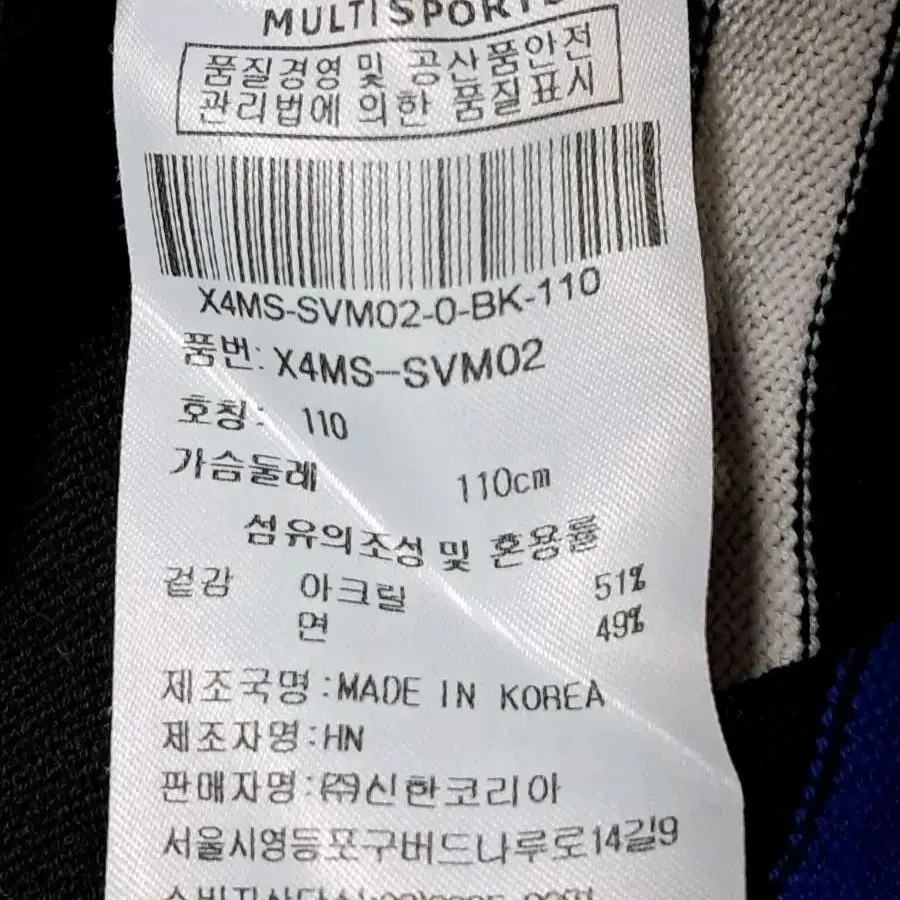 MULTISPORTS
품질경영 및 공산품안전
관리법에 의한 품질표시
X4MS-SVM02-0-BK-110
품번: X4MS-SVM02
호칭: 110
가슴둘레 110cm
섬유의조성 및 혼용률
겉감 아크릴 51%
면 49%
제조국명:MADE IN KOREA
제조자명:HN
판매자명:㈜신한코리아
서울시영등포구버드나루로14길9